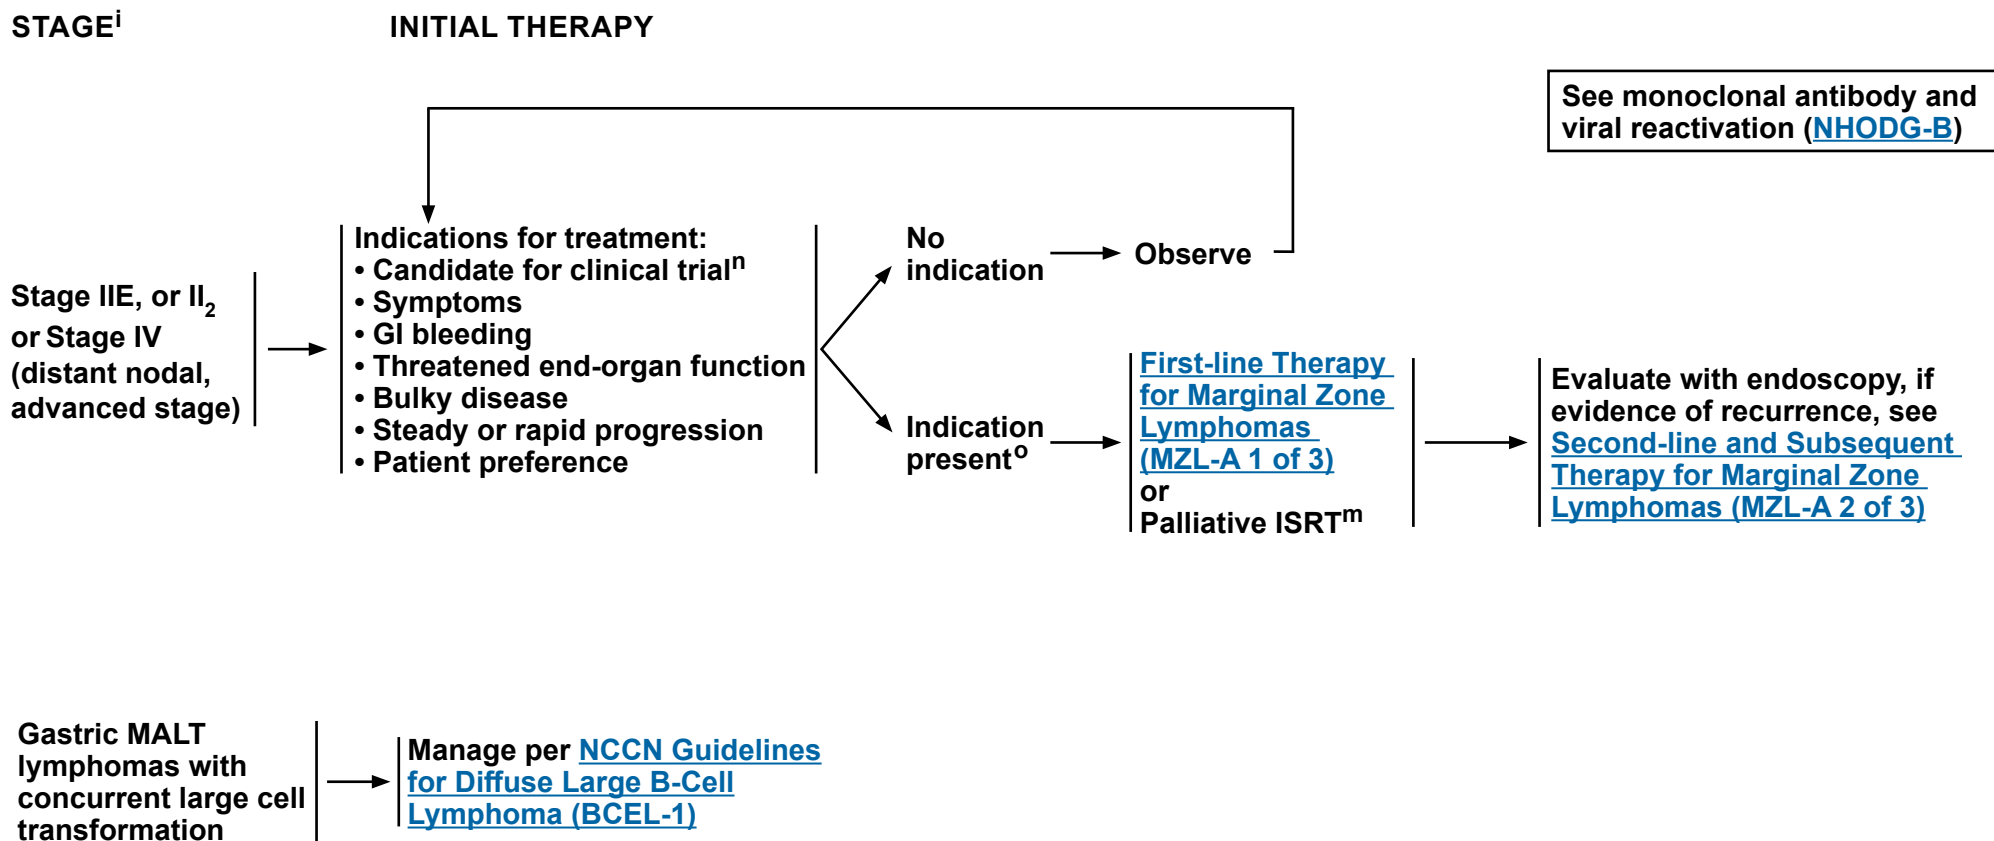 STAGEi
INITIAL THERAPY
See monoclonal antibody and
viral reactivation (NHODG-B)
Stage IIE, or II2
or Stage IV
(distant nodal,
advanced stage)
Indications for treatment:
• Candidate for clinical trialn
• Symptoms
• GI bleeding
• Threatened end-organ function
• Bulky disease
• Steady or rapid progression
• Patient preference
No
indication
Observe
Indication
presento
First-line Therapy
for Marginal Zone
Lymphomas
(MZL-A 1 of 3)
or
Palliative ISRTm
Evaluate with endoscopy, if
evidence of recurrence, see
Second-line and Subsequent
Therapy for Marginal Zone
Lymphomas (MZL-A 2 of 3)
Gastric MALT
lymphomas with
concurrent large cell
transformation
Manage per NCCN Guidelines
for Diffuse Large B-Cell
Lymphoma (BCEL-1)